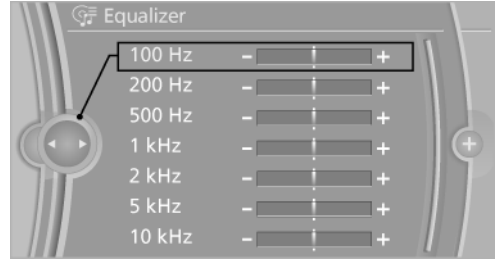 Equalizer
100 Hz - +
200 Hz - +
500 Hz - +
1 kHz - +
2 kHz - +
5 kHz - +
10 kHz - +
+